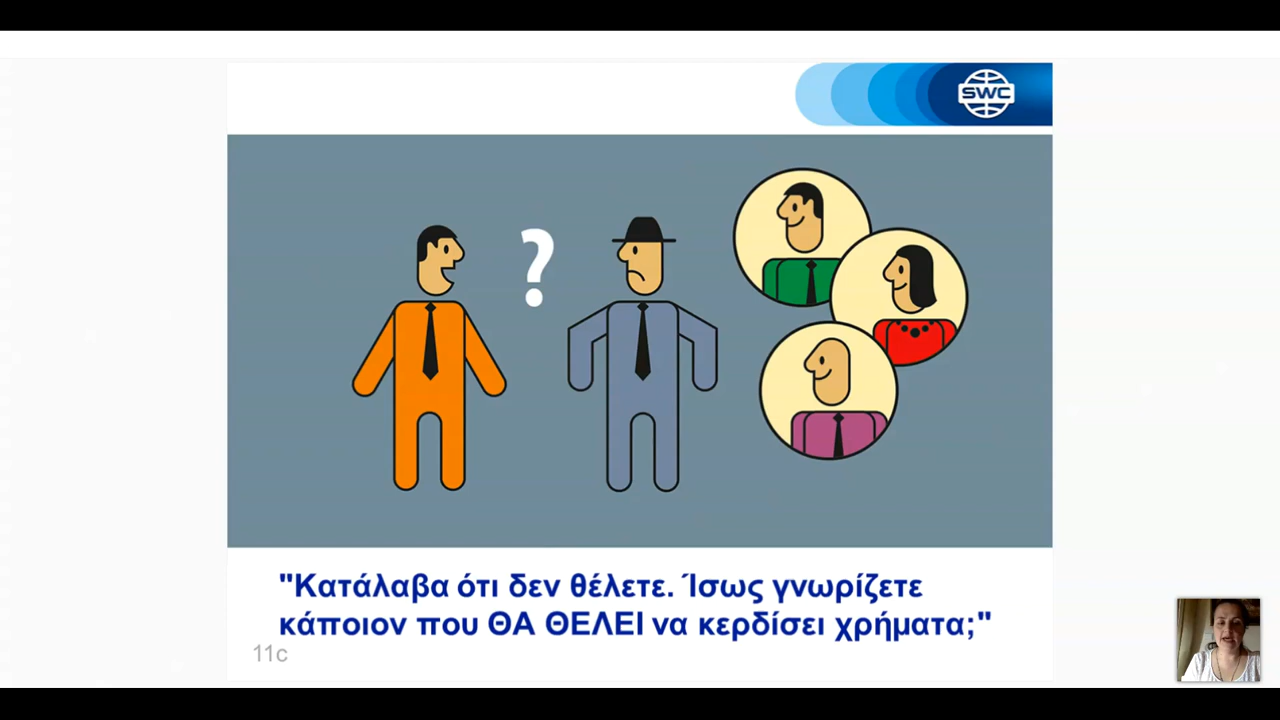 SWC
?
"Κατάλαβα ότι δεν θέλετε. Ίσως γνωρίζετε
κάποιον που ΘΑ ΘΕΛΕΙ να κερδίσει χρήματα;"
11c